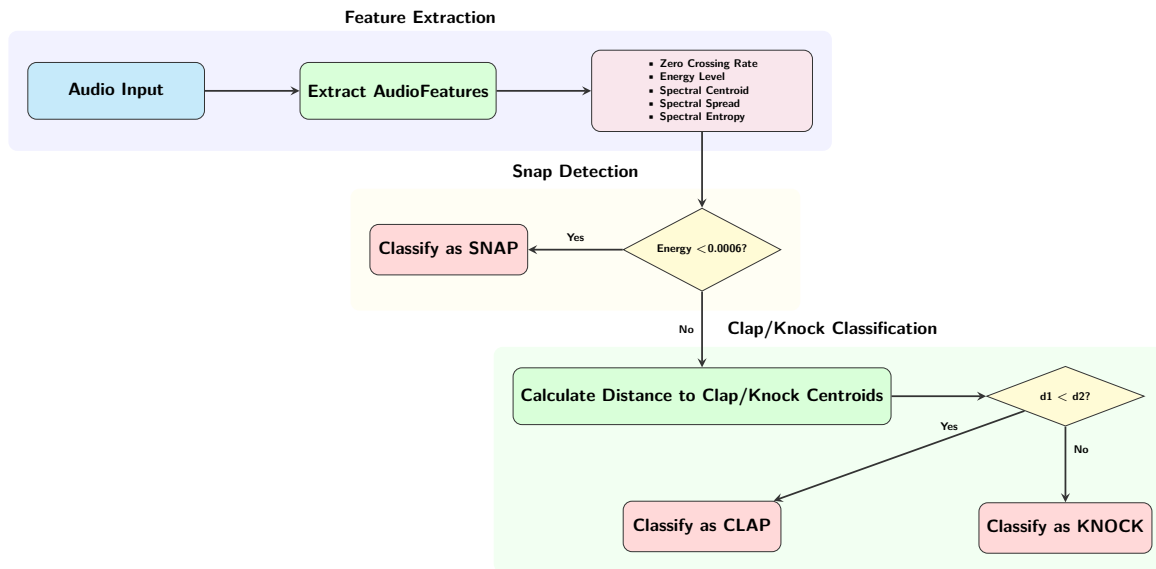 Feature Extraction
Audio Input
Extract AudioFeatures
▪ Zero Crossing Rate
▪ Energy Level
▪ Spectral Centroid
▪ Spectral Spread
▪ Spectral Entropy
Snap Detection
Classify as SNAP
Yes
Energy <0.0006?
No
Clap/Knock Classification
Calculate Distance to Clap/Knock Centroids
d1 < d2?
Yes
No
Classify as CLAP
Classify as KNOCK